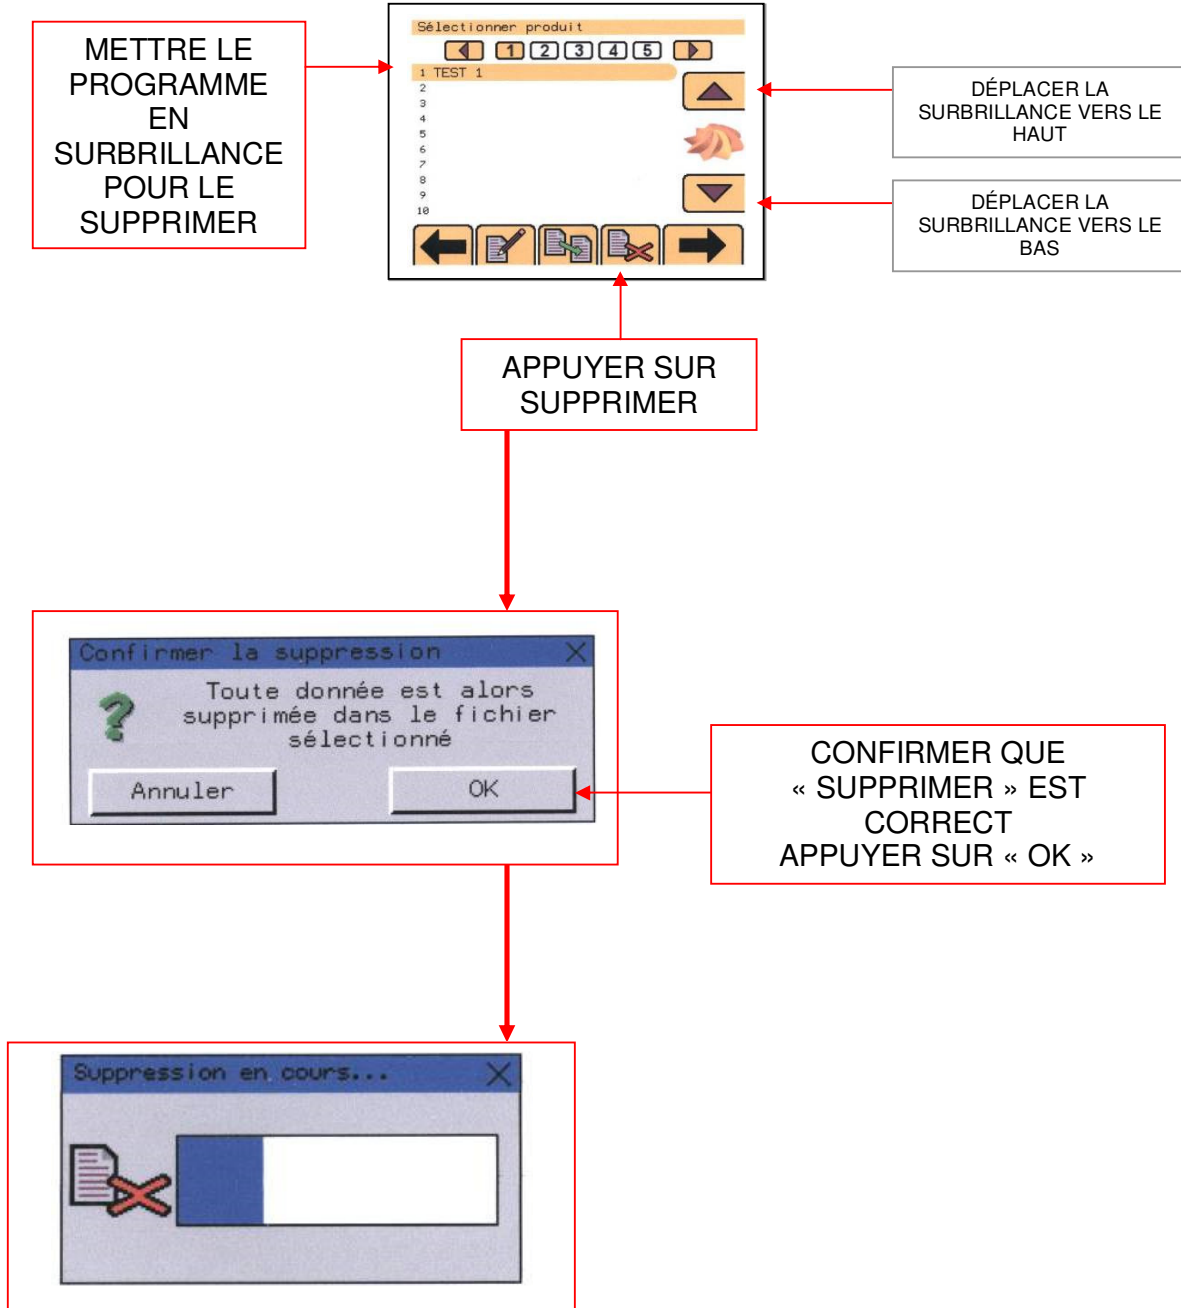 METTRE LE
PROGRAMME
EN
SURBRILLANCE
POUR LE
SUPPRIMER
Sélectionner produit
1 2 3 4 5
1 TEST 1
2
3
4
5
6
7
8
9
10
DÉPLACER LA
SURBRILLANCE VERS LE
HAUT
DÉPLACER LA
SURBRILLANCE VERS LE
BAS
APPUYER SUR
SUPPRIMER
Confirmer la suppression
Toute donnée est alors
supprimée dans le fichier
sélectionné
Annuler OK
CONFIRMER QUE
« SUPPRIMER » EST
CORRECT
APPUYER SUR « OK »
Suppression en cours...